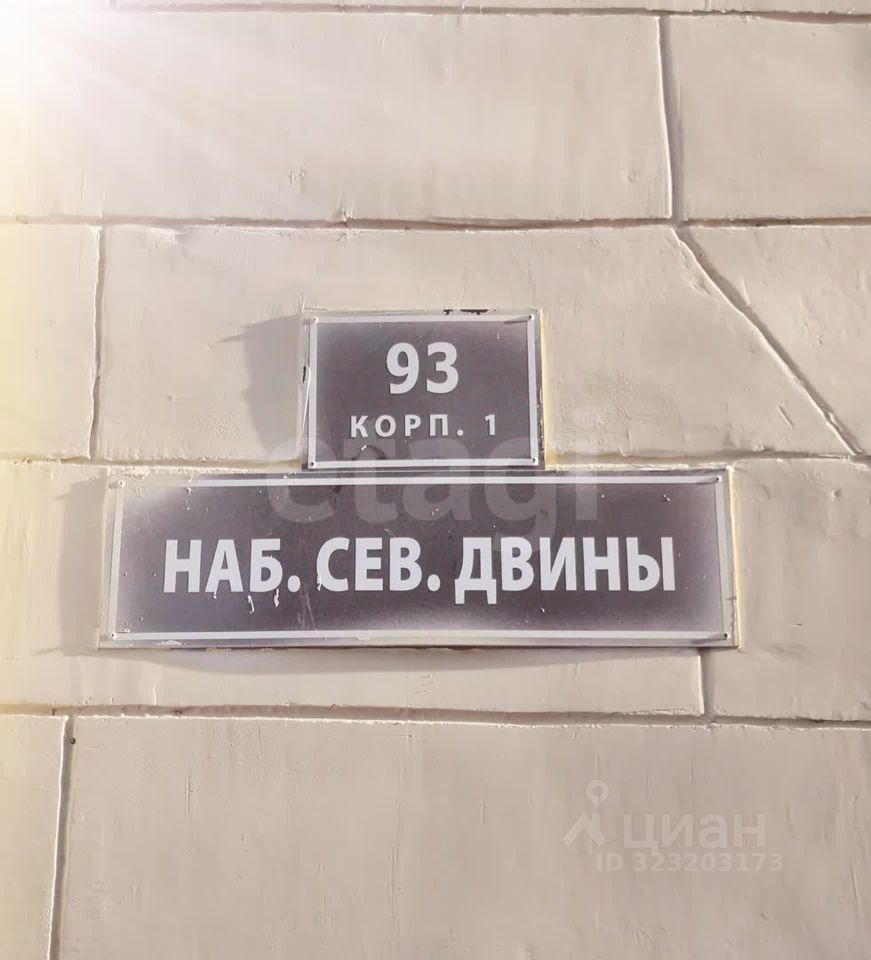 93
КОРП. 1
etagi
НАБ. СЕВ. ДВИНЫ
циан
ID 323203173